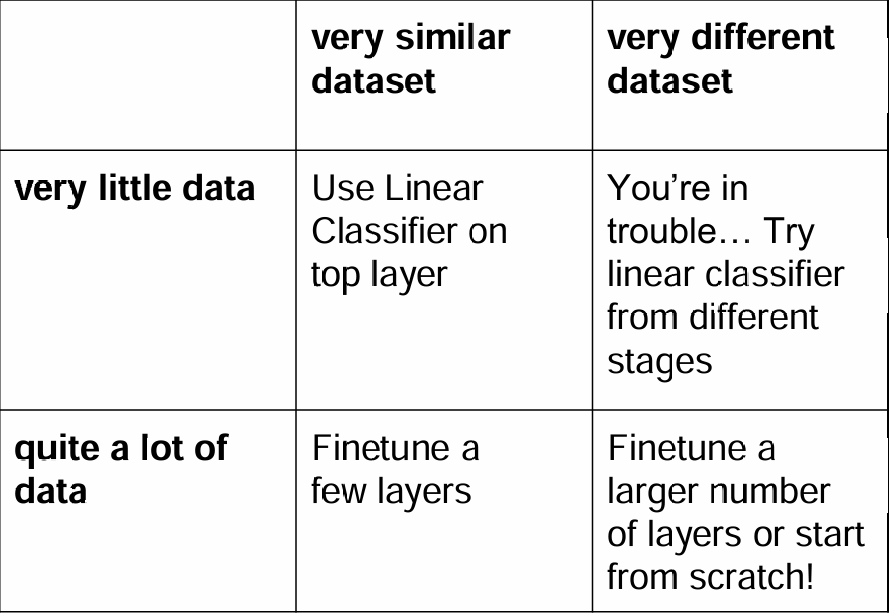 very similar
dataset
very different
dataset
very little data
Use Linear
Classifier on
top layer
You’re in
trouble… Try
linear classifier
from different
stages
quite a lot of
data
Finetune a
few layers
Finetune a
larger number
of layers or start
from scratch!